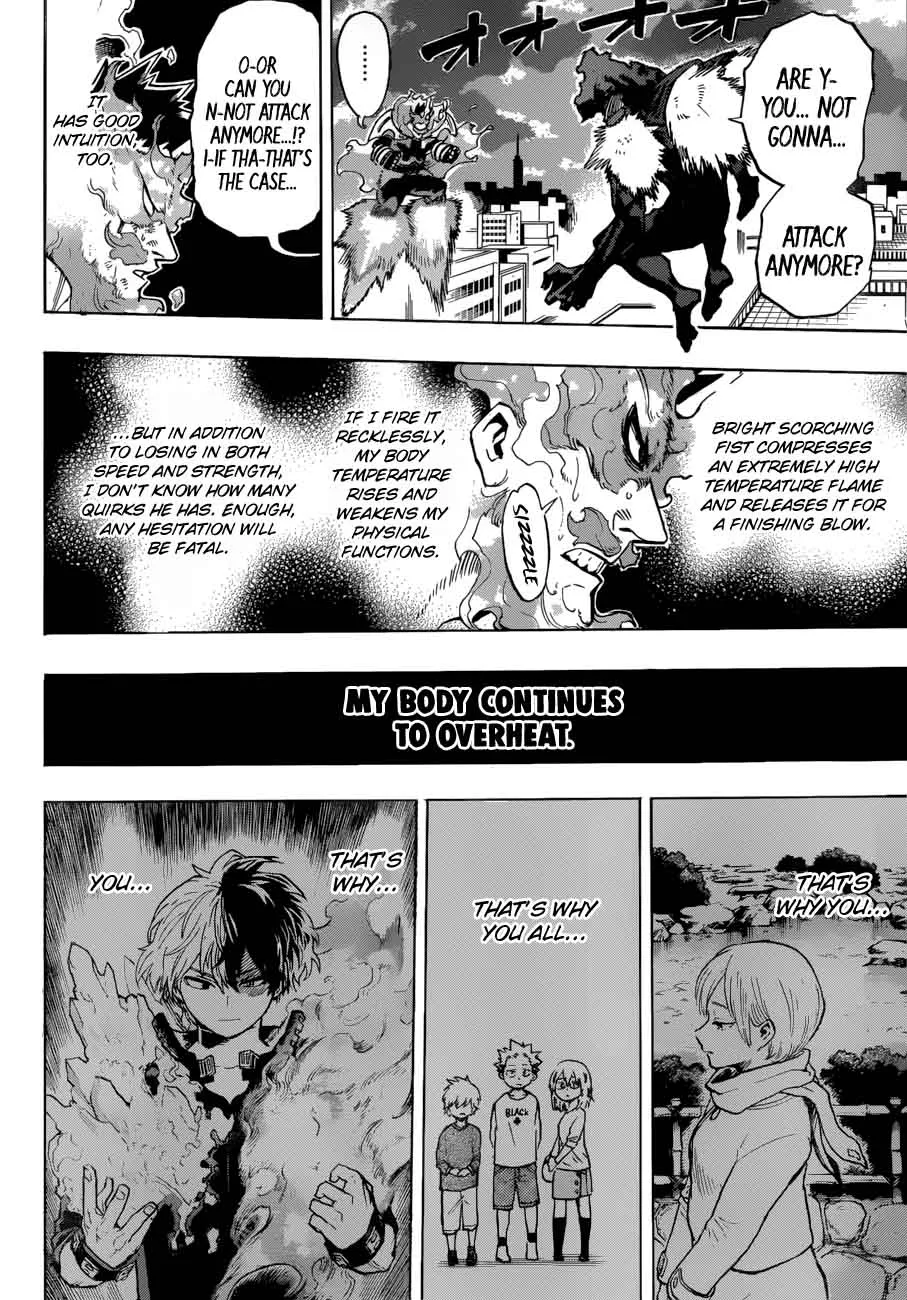 ARE Y-
YOU... NOT
GONNA...
ATTACK
ANYMORE?
オオオオ
........
O-OR
CAN YOU
N-NOT ATTACK
ANYMORE...!?
I-IF THA-THAT'S
THE CASE...
IT
HAS GOOD
INTUITION,
TOO.
BRIGHT SCORCHING
FIST COMPRESSES
AN EXTREMELY HIGH
TEMPERATURE FLAME
AND RELEASES IT FOR
A FINISHING BLOW.
SIZZZZLE
IF I FIRE IT
RECKLESSLY,
MY BODY
TEMPERATURE
RISES AND
WEAKENS MY
PHYSICAL
FUNCTIONS.
...BUT IN ADDITION
TO LOSING IN BOTH
SPEED AND STRENGTH,
I DON'T KNOW HOW MANY
QUIRKS HE HAS. ENOUGH,
ANY HESITATION WILL
BE FATAL.
MY BODY CONTINUES
TO OVERHEAT.
THAT'S
WHY YOU...
THAT'S WHY
YOU ALL...
BLACK
THAT'S
WHY...
YOU...